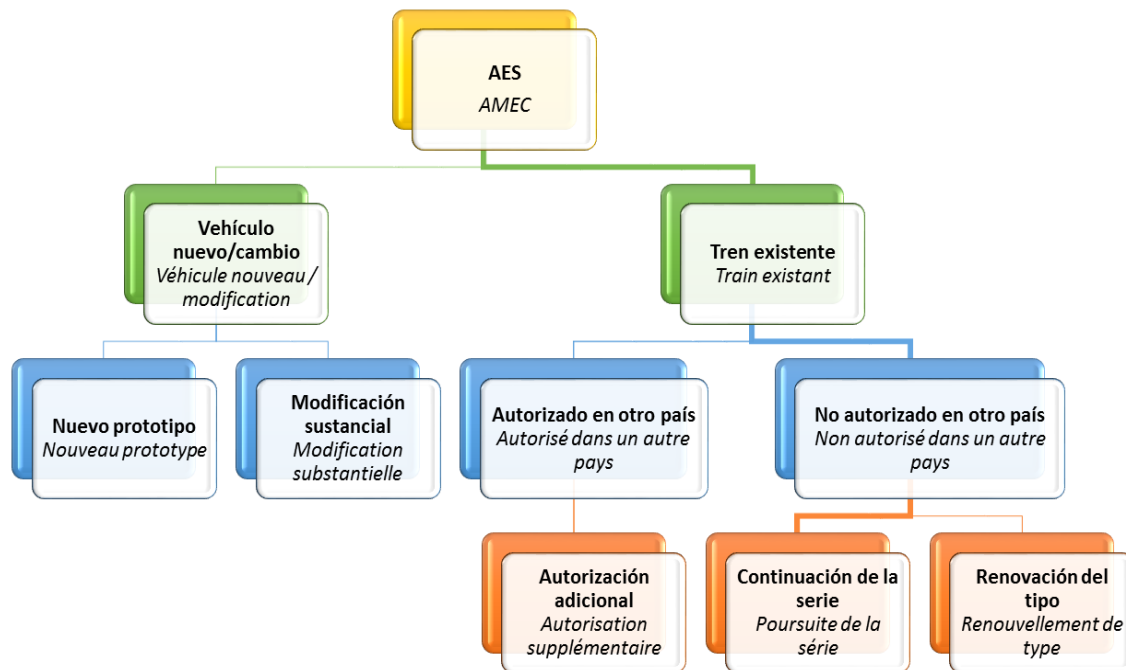 AES
AMEC
Vehículo
nuevo/cambio
Véhicule nouveau /
modification
Tren existente
Train existant
Nuevo prototipo
Nouveau prototype
Modificación
sustancial
Modification
substantielle
Autorizado en otro país
Autorisé dans un autre
pays
No autorizado en otro país
Non autorisé dans un autre
pays
Autorización
adicional
Autorisation
supplémentaire
Continuación de la
serie
Poursuite de la
série
Renovación del
tipo
Renouvellement de
type